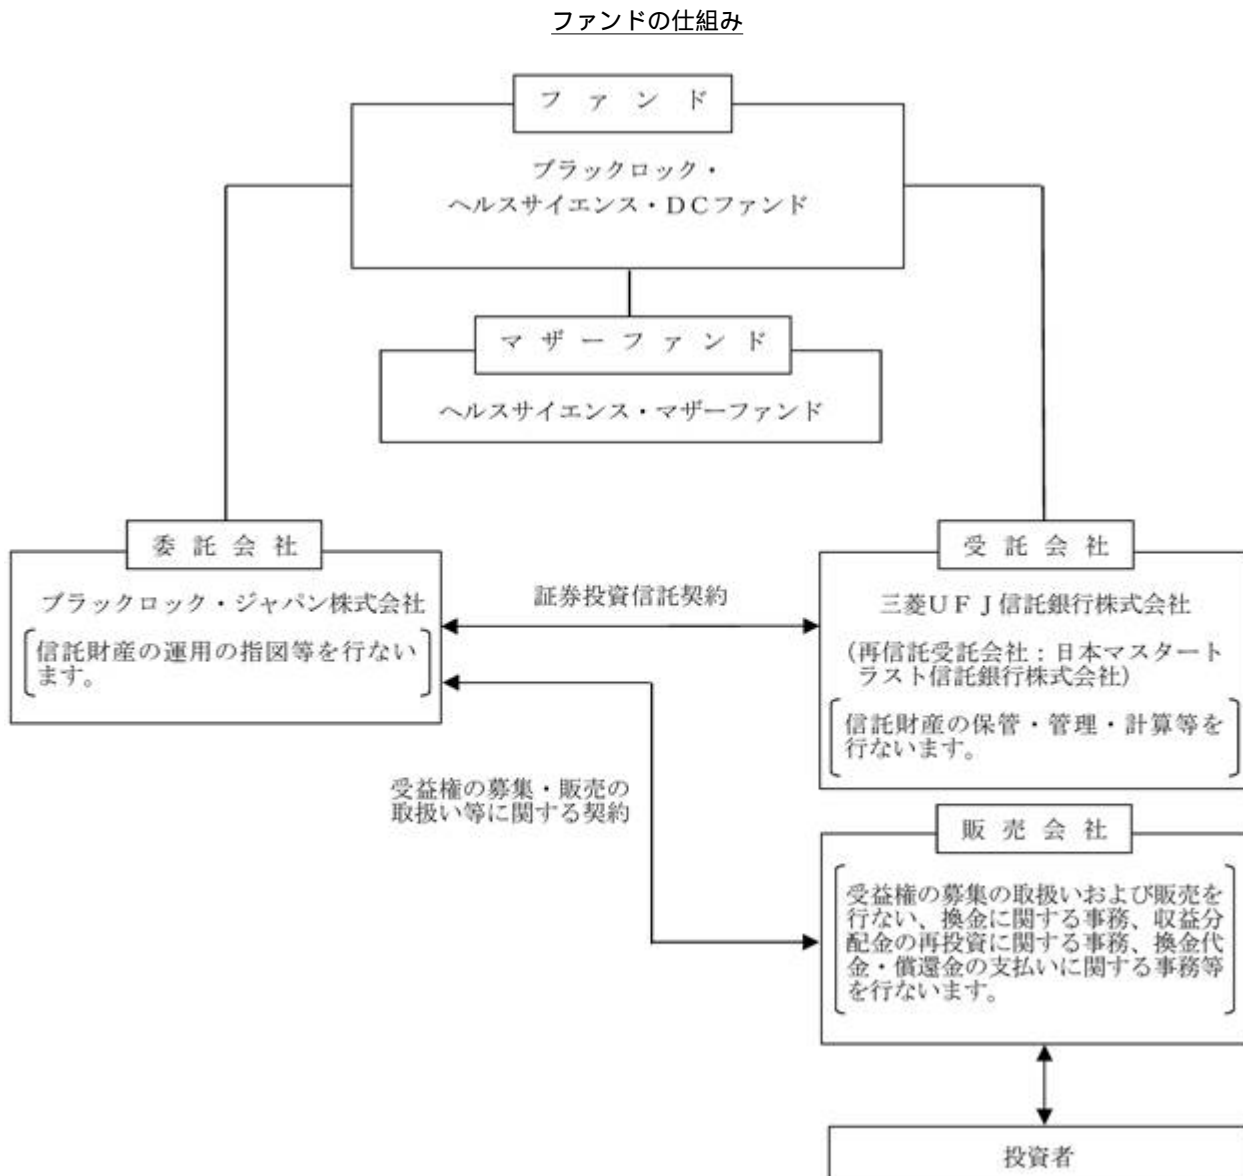 ファンドの仕組み
ファンド
ブラックロック・
ヘルスサイエンス・DCファンド
マザーファンド
ヘルスサイエンス・マザーファンド
委託会社
ブラックロック・ジャパン株式会社
信託財産の運用の指図等を行ない
ます。
証券投資信託契約
受託会社
三菱UFJ信託銀行株式会社
(再信託受託会社:日本マスタート
ラスト信託銀行株式会社)
信託財産の保管・管理・計算等を
行ないます。
受益権の募集・販売の
取扱い等に関する契約
販売会社
受益権の募集の取扱いおよび販売を
行ない、換金に関する事務、収益分
配金の再投資に関する事務、換金代
金・償還金の支払いに関する事務等
を行ないます。
投資者